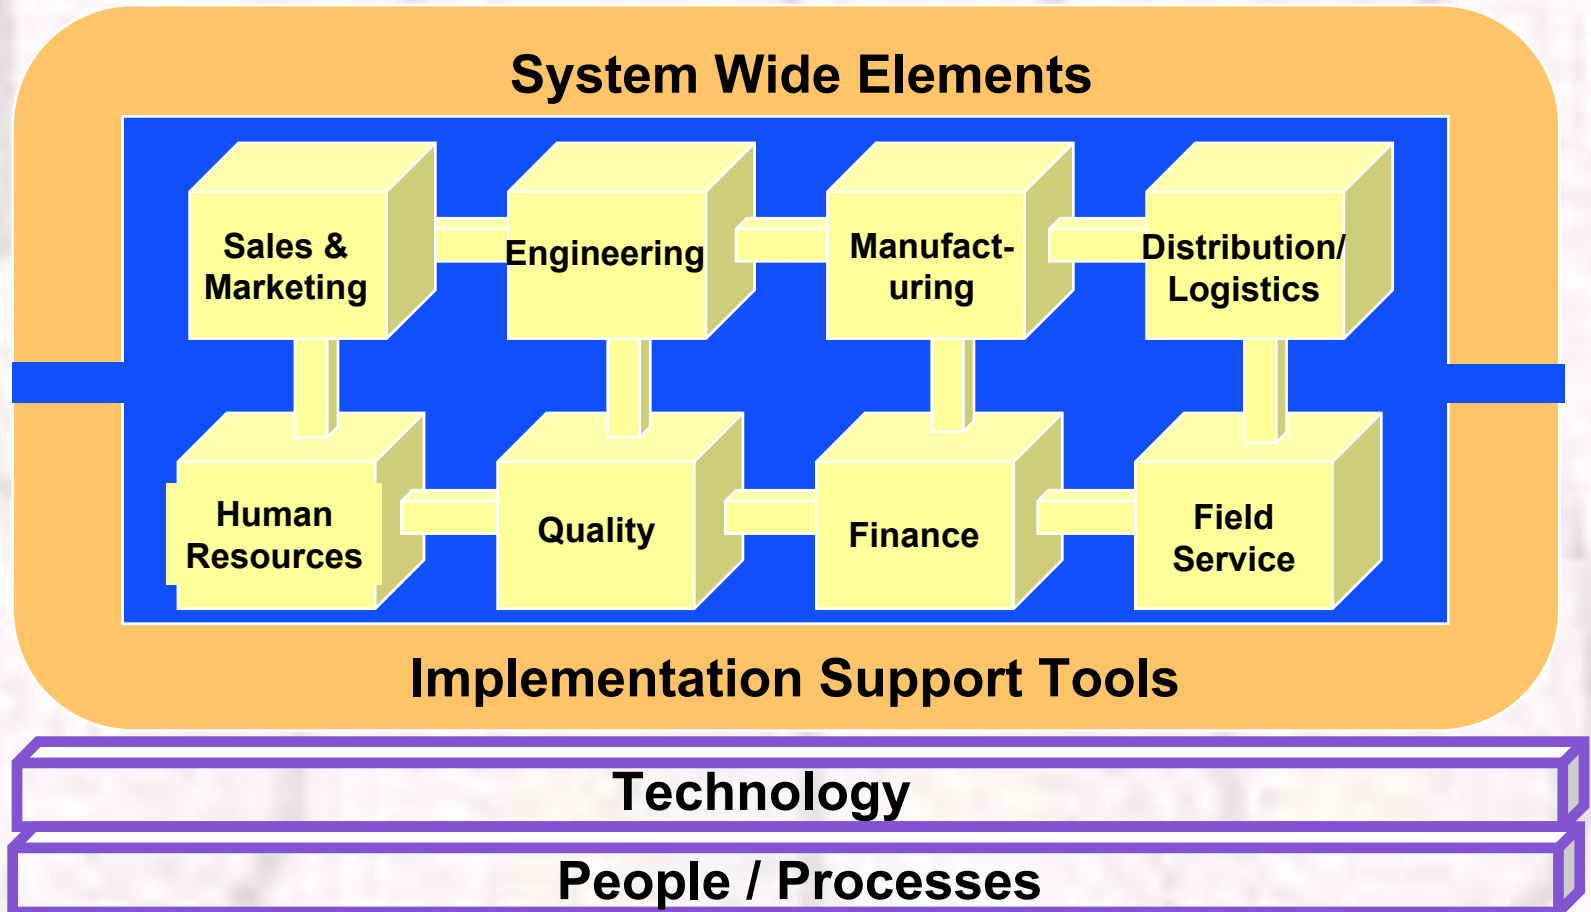 System Wide Elements
Sales &
Marketing
Engineering
Manufact-
uring
Distribution/
Logistics
Human
Resources
Quality
Finance
Field
Service
Implementation Support Tools
Technology
People / Processes